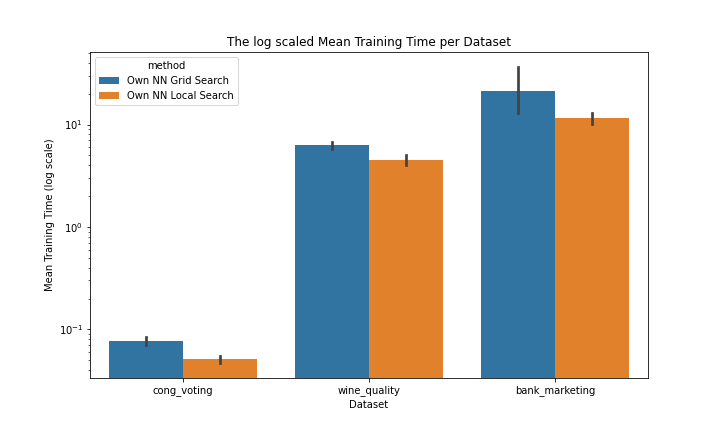 The log scaled Mean Training Time per Dataset
method
Own NN Grid Search
Own NN Local Search
Mean Training Time (log scale)
10¹
10⁰
10⁻¹
cong_voting
wine_quality
bank_marketing
Dataset